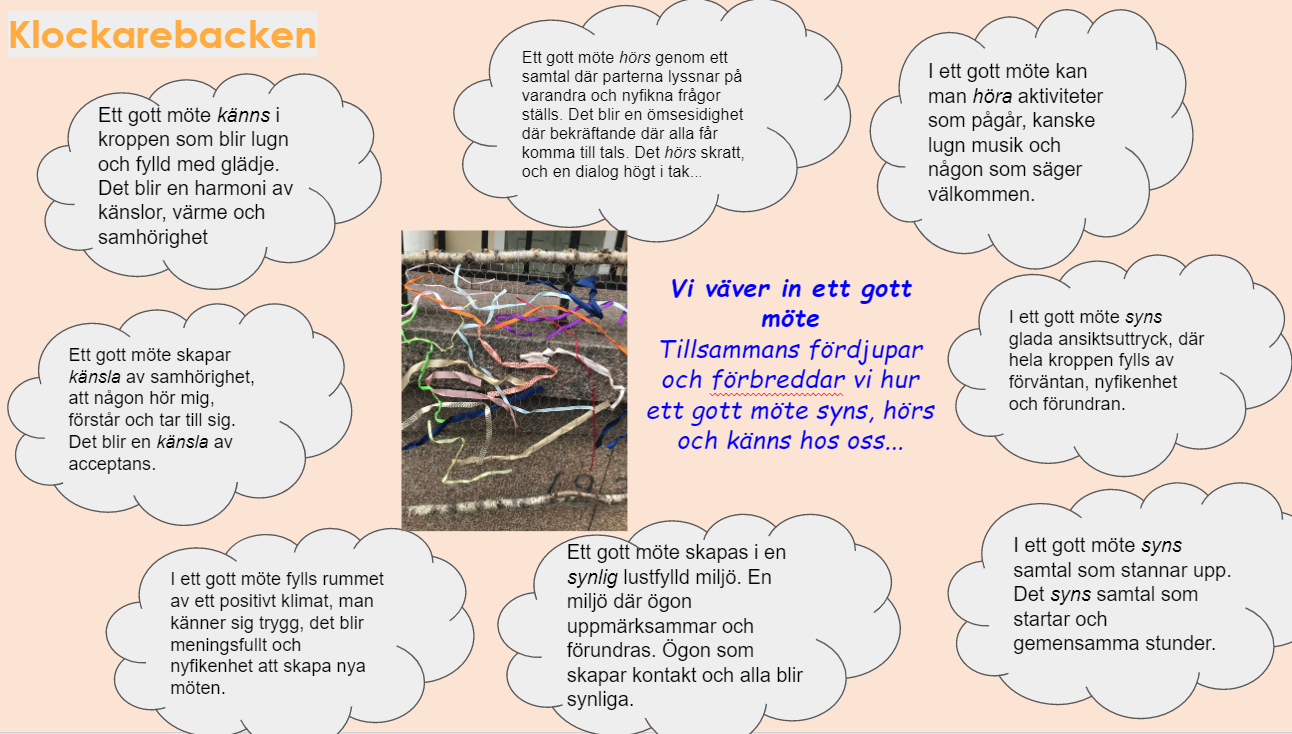 Klockarebacken
Ett gott möte känns i
kroppen som blir lugn
och fylld med glädje.
Det blir en harmoni av
känslor, värme och
samhörighet
Ett gott möte hörs genom ett
samtal där parterna lyssnar på
varandra och nyfikna frågor
ställs. Det blir en ömsesidighet
där bekräftande där alla får
komma till tals. Det hörs skratt,
och en dialog högt i tak...
I ett gott möte kan
man höra aktiviteter
som pågår, kanske
lugn musik och
någon som säger
välkommen.
Vi väver in ett gott
möte
Tillsammans fördjupar
och förbreddar vi hur
ett gott möte syns, hörs
och känns hos oss...
I ett gott möte syns
glada ansiktsuttryck, där
hela kroppen fylls av
förväntan, nyfikenhet
och förundran.
Ett gott möte skapar
känsla av samhörighet,
att någon hör mig,
förstår och tar till sig.
Det blir en känsla av
acceptans.
I ett gott möte fylls rummet
av ett positivt klimat, man
känner sig trygg, det blir
meningsfullt och
nyfikenhet att skapa nya
möten.
Ett gott möte skapas i en
synlig lustfylld miljö. En
miljö där ögon
uppmärksammar och
förundras. Ögon som
skapar kontakt och alla blir
synliga.
I ett gott möte syns
samtal som stannar upp.
Det syns samtal som
startar och
gemensamma stunder.